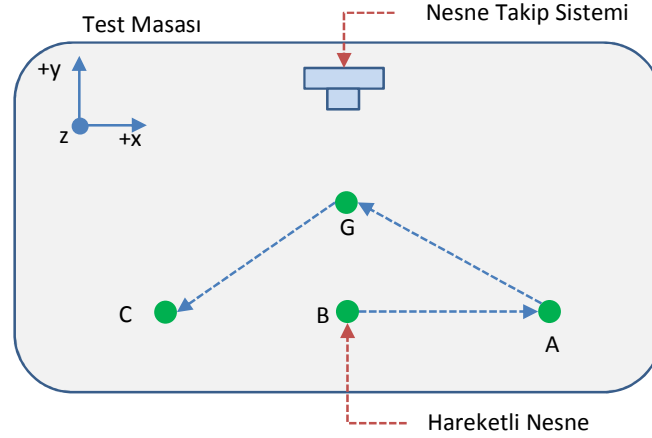 Nesne Takip Sistemi
Test Masası
+y
z
+x
G
C
B
A
Hareketli Nesne